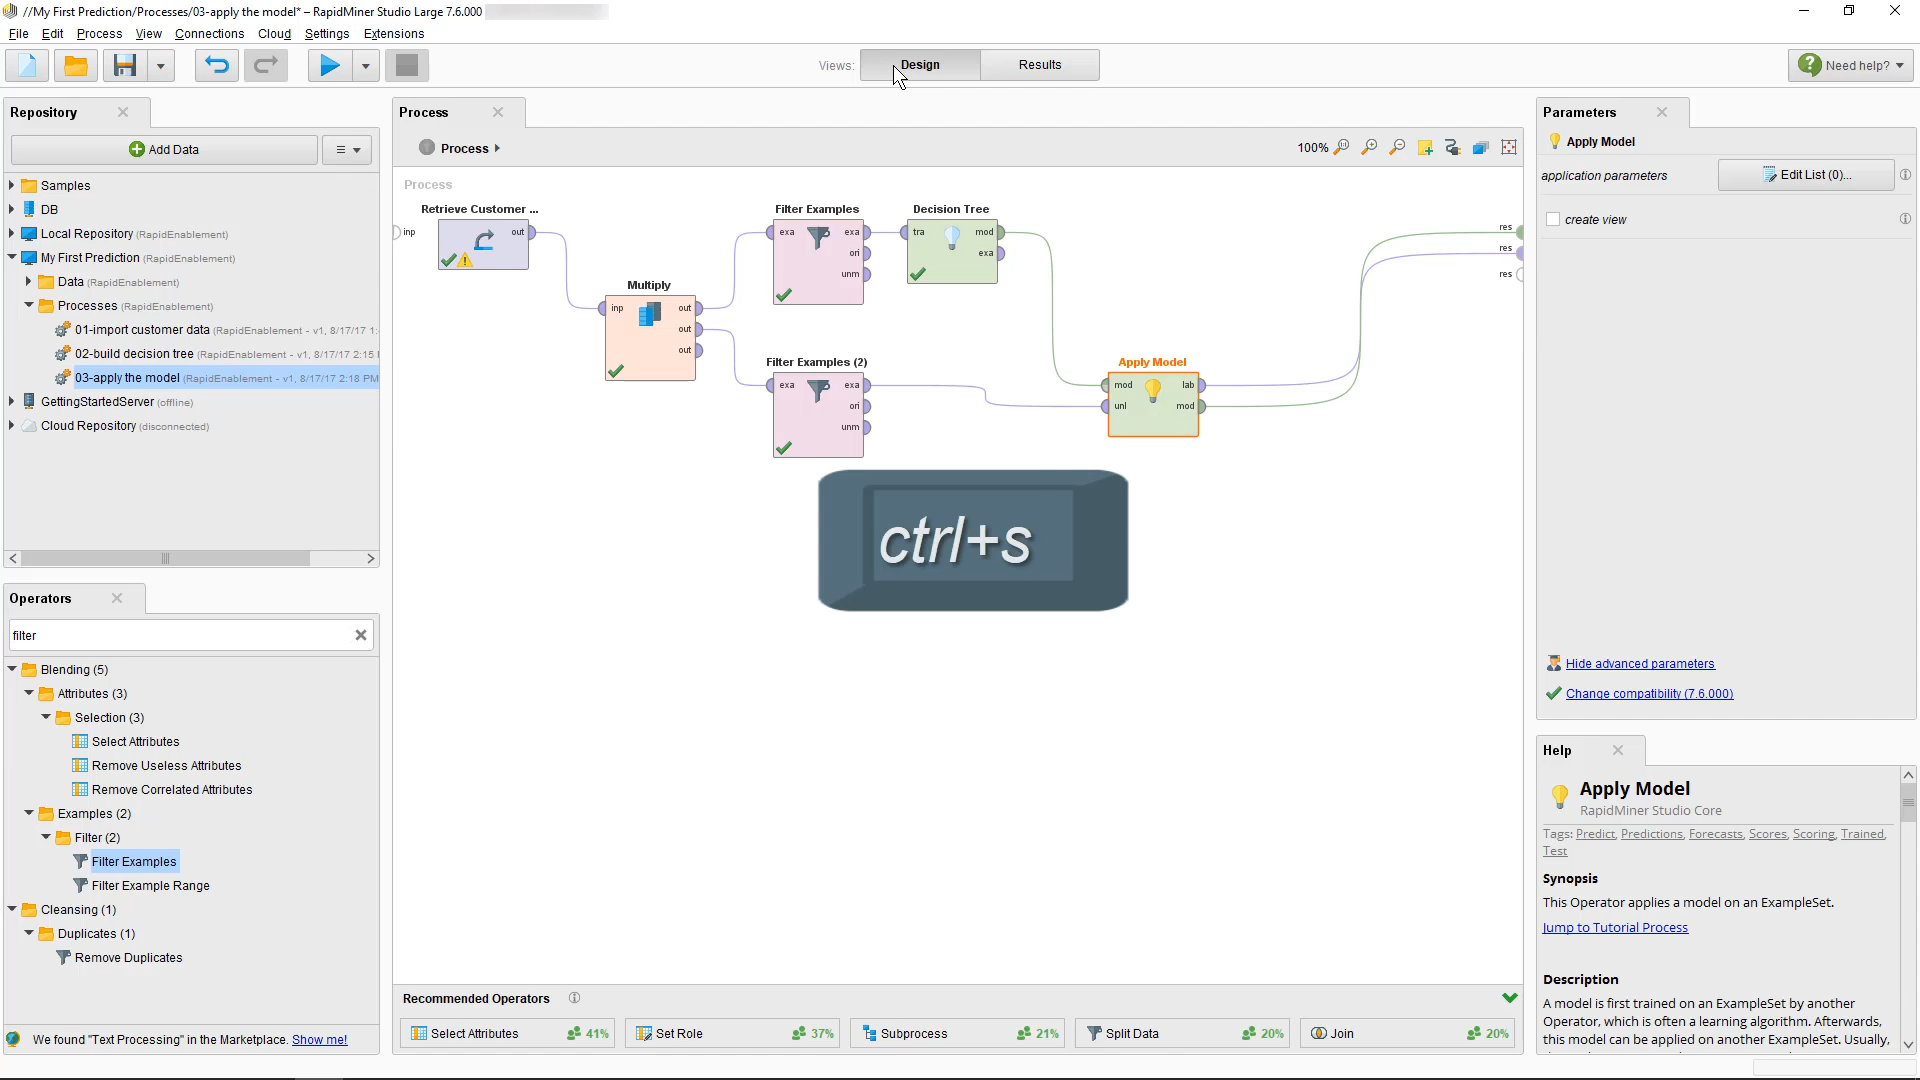 //My First Prediction/Processes/03-apply the model* – RapidMiner Studio Large 7.6.000
File Edit Process View Connections Cloud Settings Extensions
Views: Design Results
Need help?
Repository
Add Data
Samples
DB
Local Repository (RapidEnablement)
My First Prediction (RapidEnablement)
Data (RapidEnablement)
Processes (RapidEnablement)
01-import customer data (RapidEnablement - v1, 8/17/17 1:
02-build decision tree (RapidEnablement - v1, 8/17/17 2:15
03-apply the model (RapidEnablement - v1, 8/17/17 2:18 PM
GettingStartedServer (offline)
Cloud Repository (disconnected)
Operators
filter
Blending (5)
Attributes (3)
Selection (3)
Select Attributes
Remove Useless Attributes
Remove Correlated Attributes
Examples (2)
Filter (2)
Filter Examples
Filter Example Range
Cleansing (1)
Duplicates (1)
Remove Duplicates
We found "Text Processing" in the Marketplace. Show me!
Process
Process
100%
Process
inp
Retrieve Customer ...
out
Multiply
inp out
out
out
Filter Examples
exa exa
ori
unm
Decision Tree
tra mod
exa
Filter Examples (2)
exa exa
ori
unm
Apply Model
mod lab
unl mod
res
res
res
ctrl+s
Recommended Operators
Select Attributes 41%
Set Role 37%
Subprocess 21%
Split Data 20%
Join 20%
Parameters
Apply Model
application parameters Edit List (0)...
create view
Hide advanced parameters
Change compatibility (7.6.000)
Help
Apply Model
RapidMiner Studio Core
Tags: Predict, Predictions, Forecasts, Scores, Scoring, Trained,
Test
Synopsis
This Operator applies a model on an ExampleSet.
Jump to Tutorial Process
Description
A model is first trained on an ExampleSet by another
Operator, which is often a learning algorithm. Afterwards,
this model can be applied on another ExampleSet. Usually,